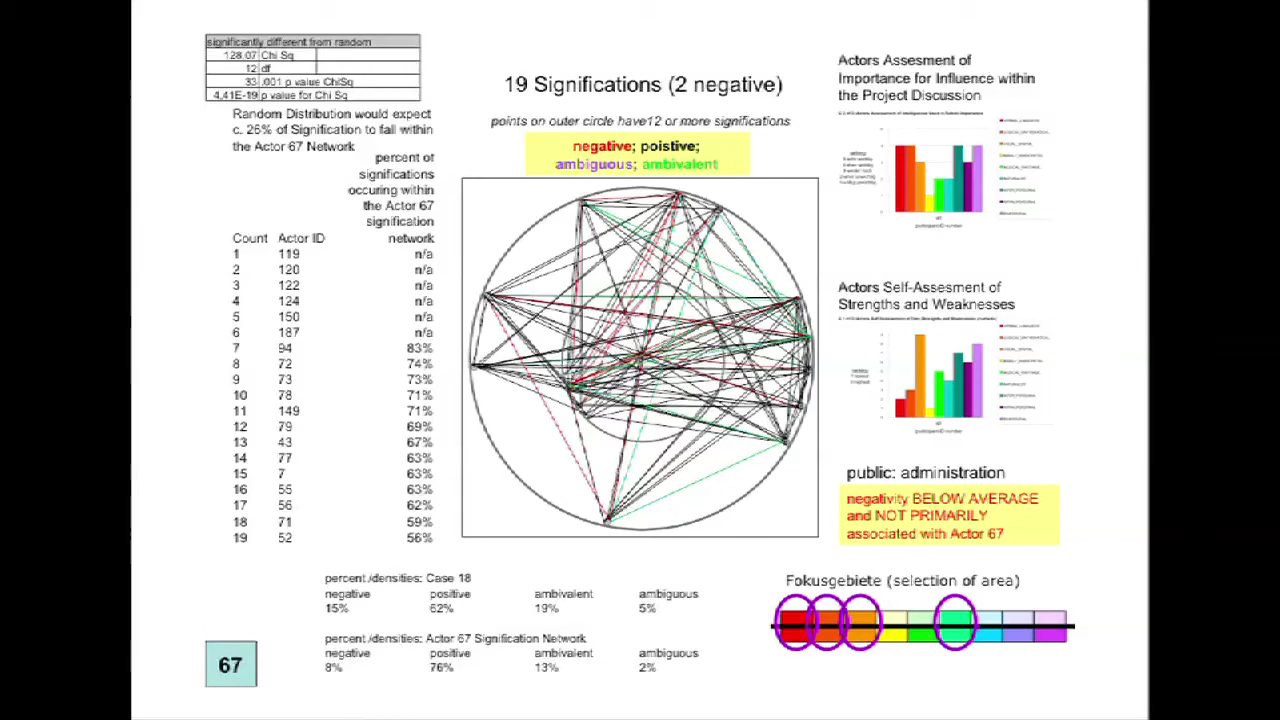 significantly different from random
128.07 Chi Sq
12 df
33 .001 p value ChiSq
4.41E-19 p value for Chi Sq
Random Distribution would expect
c. 25% of Signification to fall within
the Actor 67 Network
percent of
significations
occuring within
the Actor 67
signification
Count Actor ID network
1 119 n/a
2 120 n/a
3 122 n/a
4 124 n/a
5 150 n/a
6 187 n/a
7 94 83%
8 72 74%
9 73 73%
10 78 71%
11 149 71%
12 79 69%
13 43 67%
14 77 63%
15 7 63%
16 55 63%
17 56 62%
18 71 59%
19 52 56%
19 Significations (2 negative)
points on outer circle have12 or more significations
negative; poistive;
ambiguous; ambivalent
Actors Assesment of
Importance for Influence within
the Project Discussion
participant ID number
Actors Self-Assesment of
Strengths and Weaknesses
participant ID number
public: administration
negativity BELOW AVERAGE
and NOT PRIMARILY
associated with Actor 67
Fokusgebiete (selection of area)
percent /densities: Case 18
negative positive ambivalent ambiguous
15% 62% 19% 5%
percent /densities: Actor 67 Signification Network
negative positive ambivalent ambiguous
8% 76% 13% 2%
67